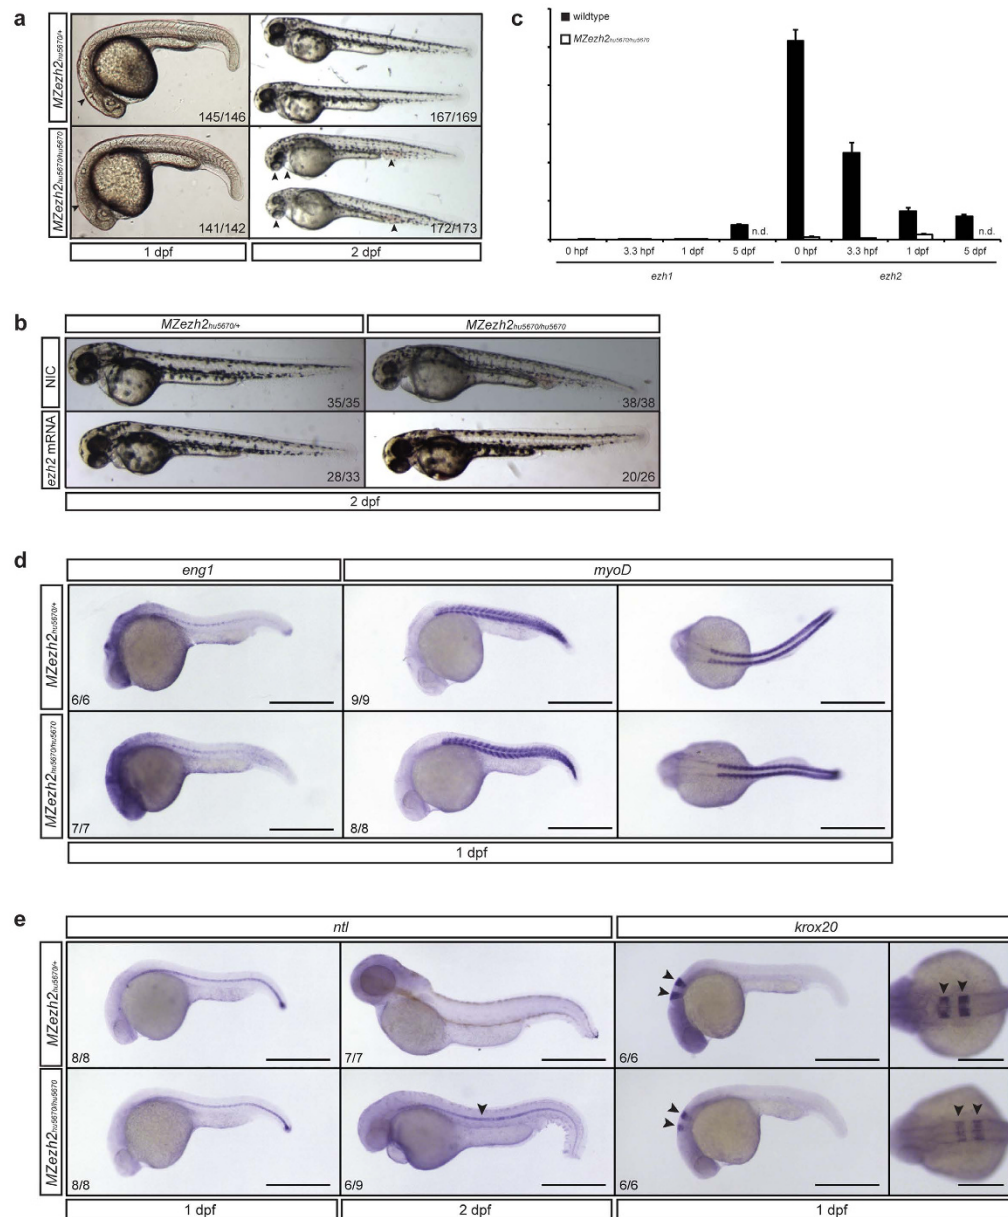 a
MZezh2hu5670/+
145/146
167/169
MZezh2hu5670/hu5670
141/142
172/173
1 dpf
2 dpf
c
wildtype
MZezh2hu5670/hu5670
n.d.
n.d.
0 hpf
3.3 hpf
1 dpf
5 dpf
0 hpf
3.3 hpf
1 dpf
5 dpf
ezh1
ezh2
b
MZezh2hu5670/+
MZezh2hu5670/hu5670
NIC
35/35
38/38
ezh2 mRNA
28/33
20/26
2 dpf
d
eng1
myoD
MZezh2hu5670/+
6/6
9/9
MZezh2hu5670/hu5670
7/7
8/8
1 dpf
e
ntl
krox20
MZezh2hu5670/+
8/8
7/7
6/6
MZezh2hu5670/hu5670
8/8
6/9
6/6
1 dpf
2 dpf
1 dpf